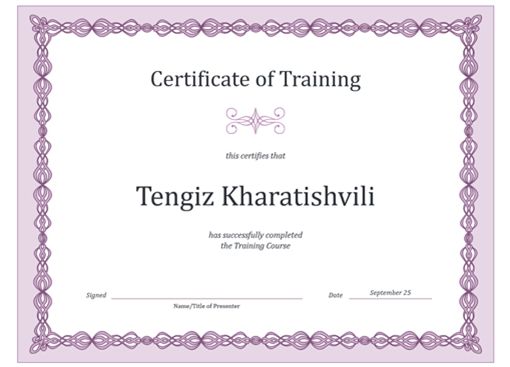 Certificate of Training
this certifies that
Tengiz Kharatishvili
has successfully completed
the Training Course
Signed
Date
September 25
Name/Title of Presenter